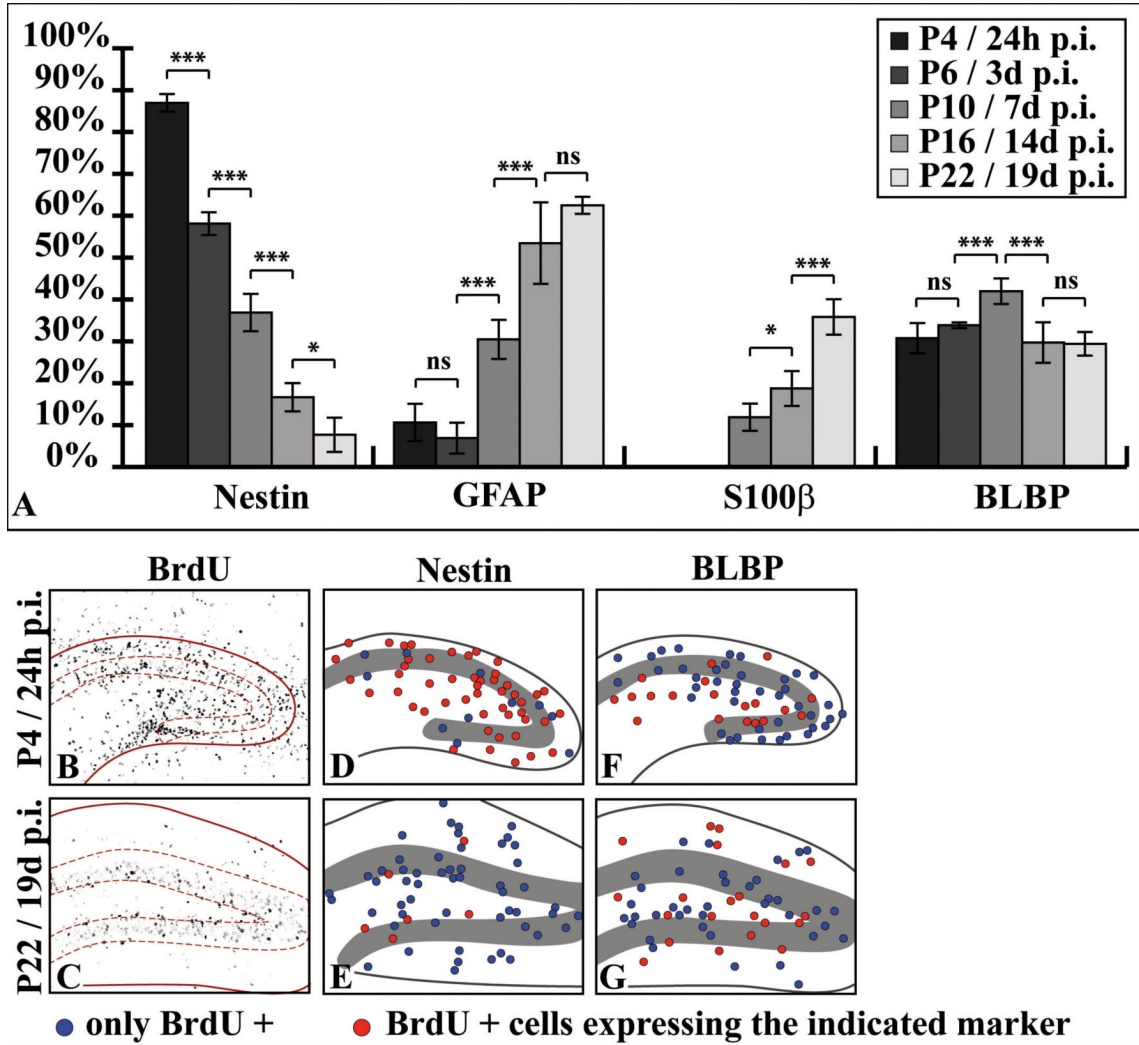 100%
90%
80%
70%
60%
50%
40%
30%
20%
10%
0%
***
***
***
*
ns
***
***
ns
*
***
ns
***
***
ns
P4 / 24h p.i.
P6 / 3d p.i.
P10 / 7d p.i.
P16 / 14d p.i.
P22 / 19d p.i.
A
Nestin GFAP S100β BLBP
BrdU Nestin BLBP
P4 / 24h p.i.
B D F
P22 / 19d p.i.
C E G
only BrdU + BrdU + cells expressing the indicated marker